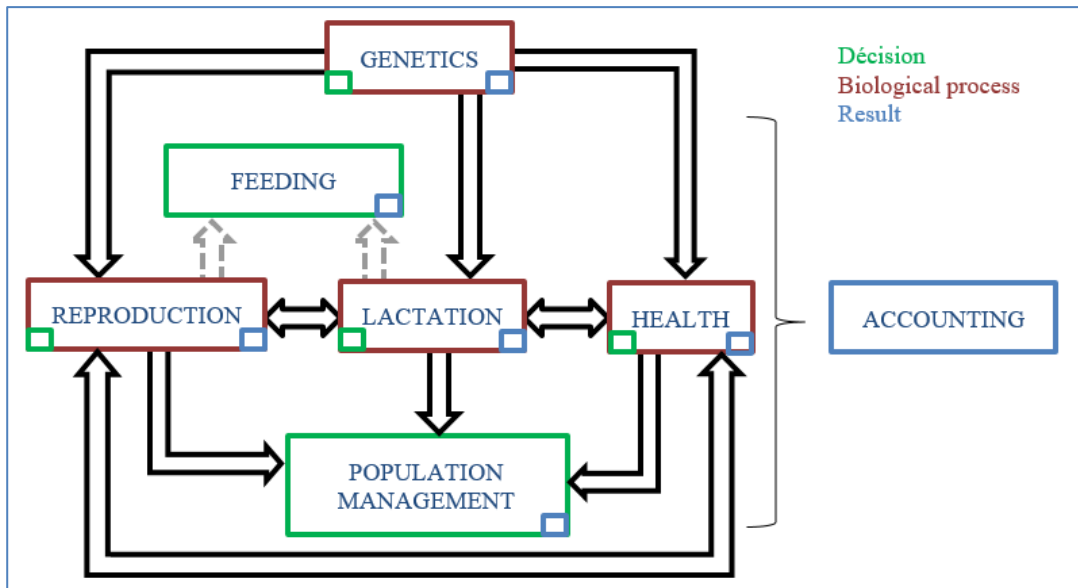 GENETICS
Décision
Biological process
Result
FEEDING
REPRODUCTION
LACTATION
HEALTH
ACCOUNTING
POPULATION
MANAGEMENT